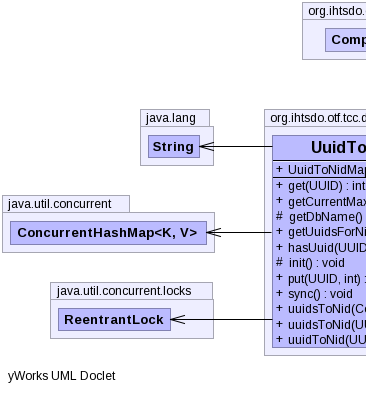 org.ihtsdo
Comp
java.lang
String
org.ihtsdo.otf.tcc.d
UuidTo
+ UuidToNidMap
+ get(UUID) : int
+ getCurrentMax
# getDbName()
+ getUuidsForNi
+ hasUuid(UUID
# init() : void
+ put(UUID, int) :
+ sync() : void
+ uuidsToNid(Co
+ uuidsToNid(UU
+ uuidToNid(UU
java.util.concurrent
ConcurrentHashMap<K, V>
java.util.concurrent.locks
ReentrantLock
yWorks UML Doclet